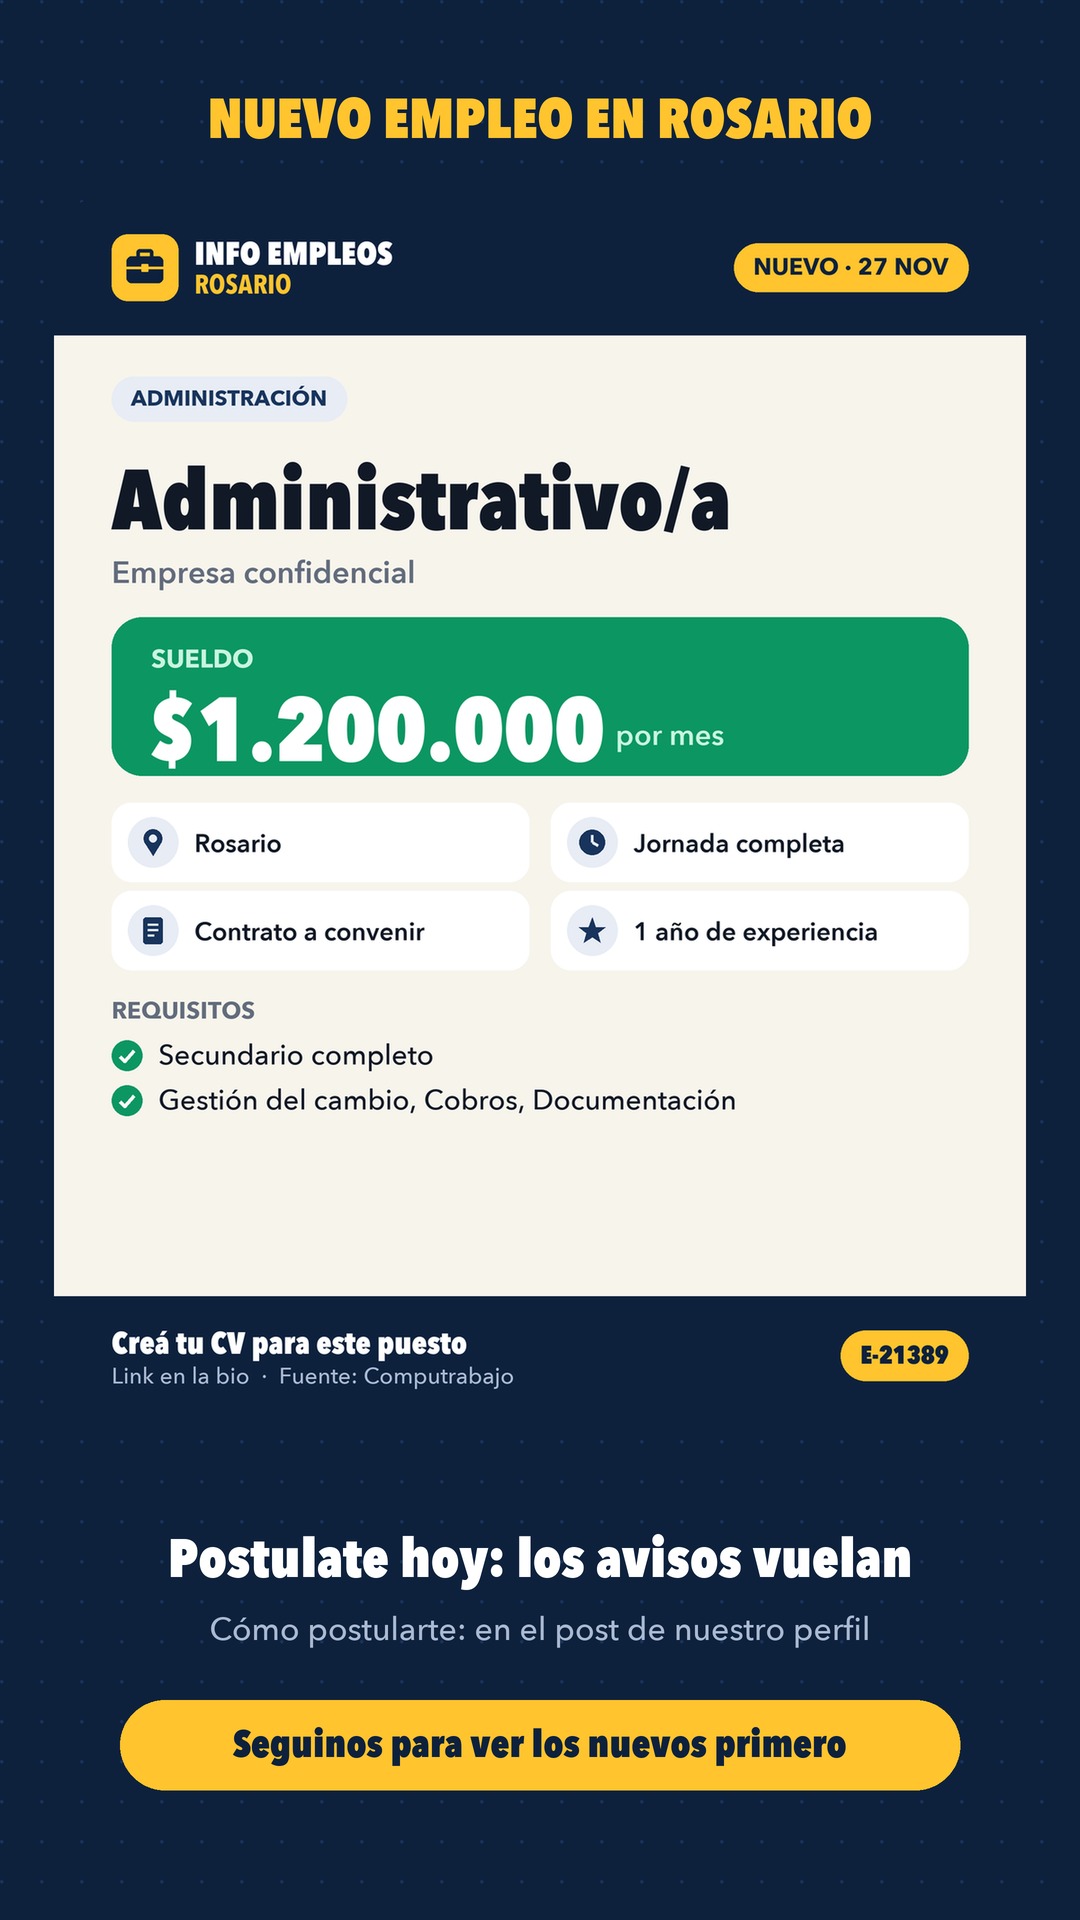 NUEVO EMPLEO EN ROSARIO
INFO EMPLEOS
ROSARIO
NUEVO · 27 NOV
ADMINISTRACIÓN
Administrativo/a
Empresa confidencial
SUELDO
$1.200.000 por mes
Rosario
Jornada completa
Contrato a convenir
1 año de experiencia
REQUISITOS
Secundario completo
Gestión del cambio, Cobros, Documentación
Creá tu CV para este puesto
Link en la bio · Fuente: Computrabajo
E-21389
Postulate hoy: los avisos vuelan
Cómo postularte: en el post de nuestro perfil
Seguinos para ver los nuevos primero